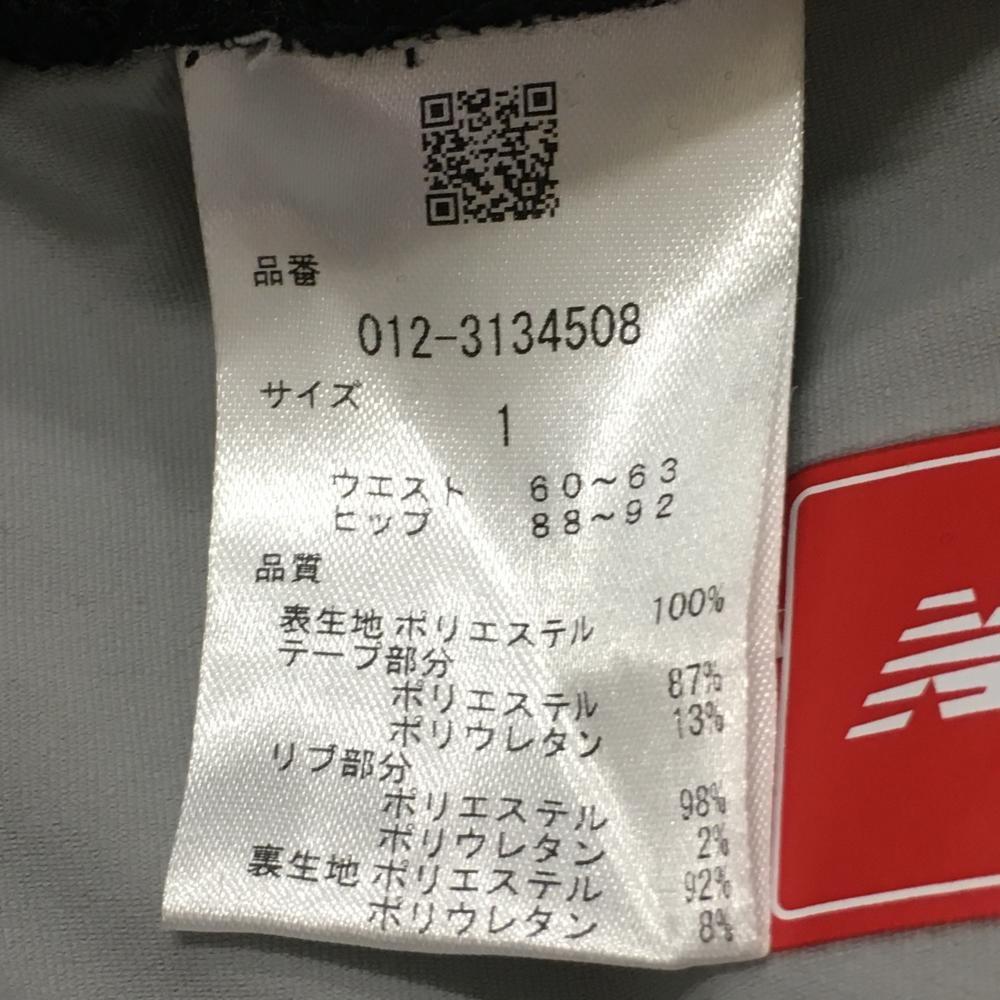 品番
012-3134508
サイズ
1
ウエスト 60~63
ヒップ 88~92
品質
表生地 ポリエステル 100%
テープ部分
ポリエステル 87%
ポリウレタン 13%
リブ部分
ポリエステル 98%
ポリウレタン 2%
裏生地 ポリエステル 92%
ポリウレタン 8%